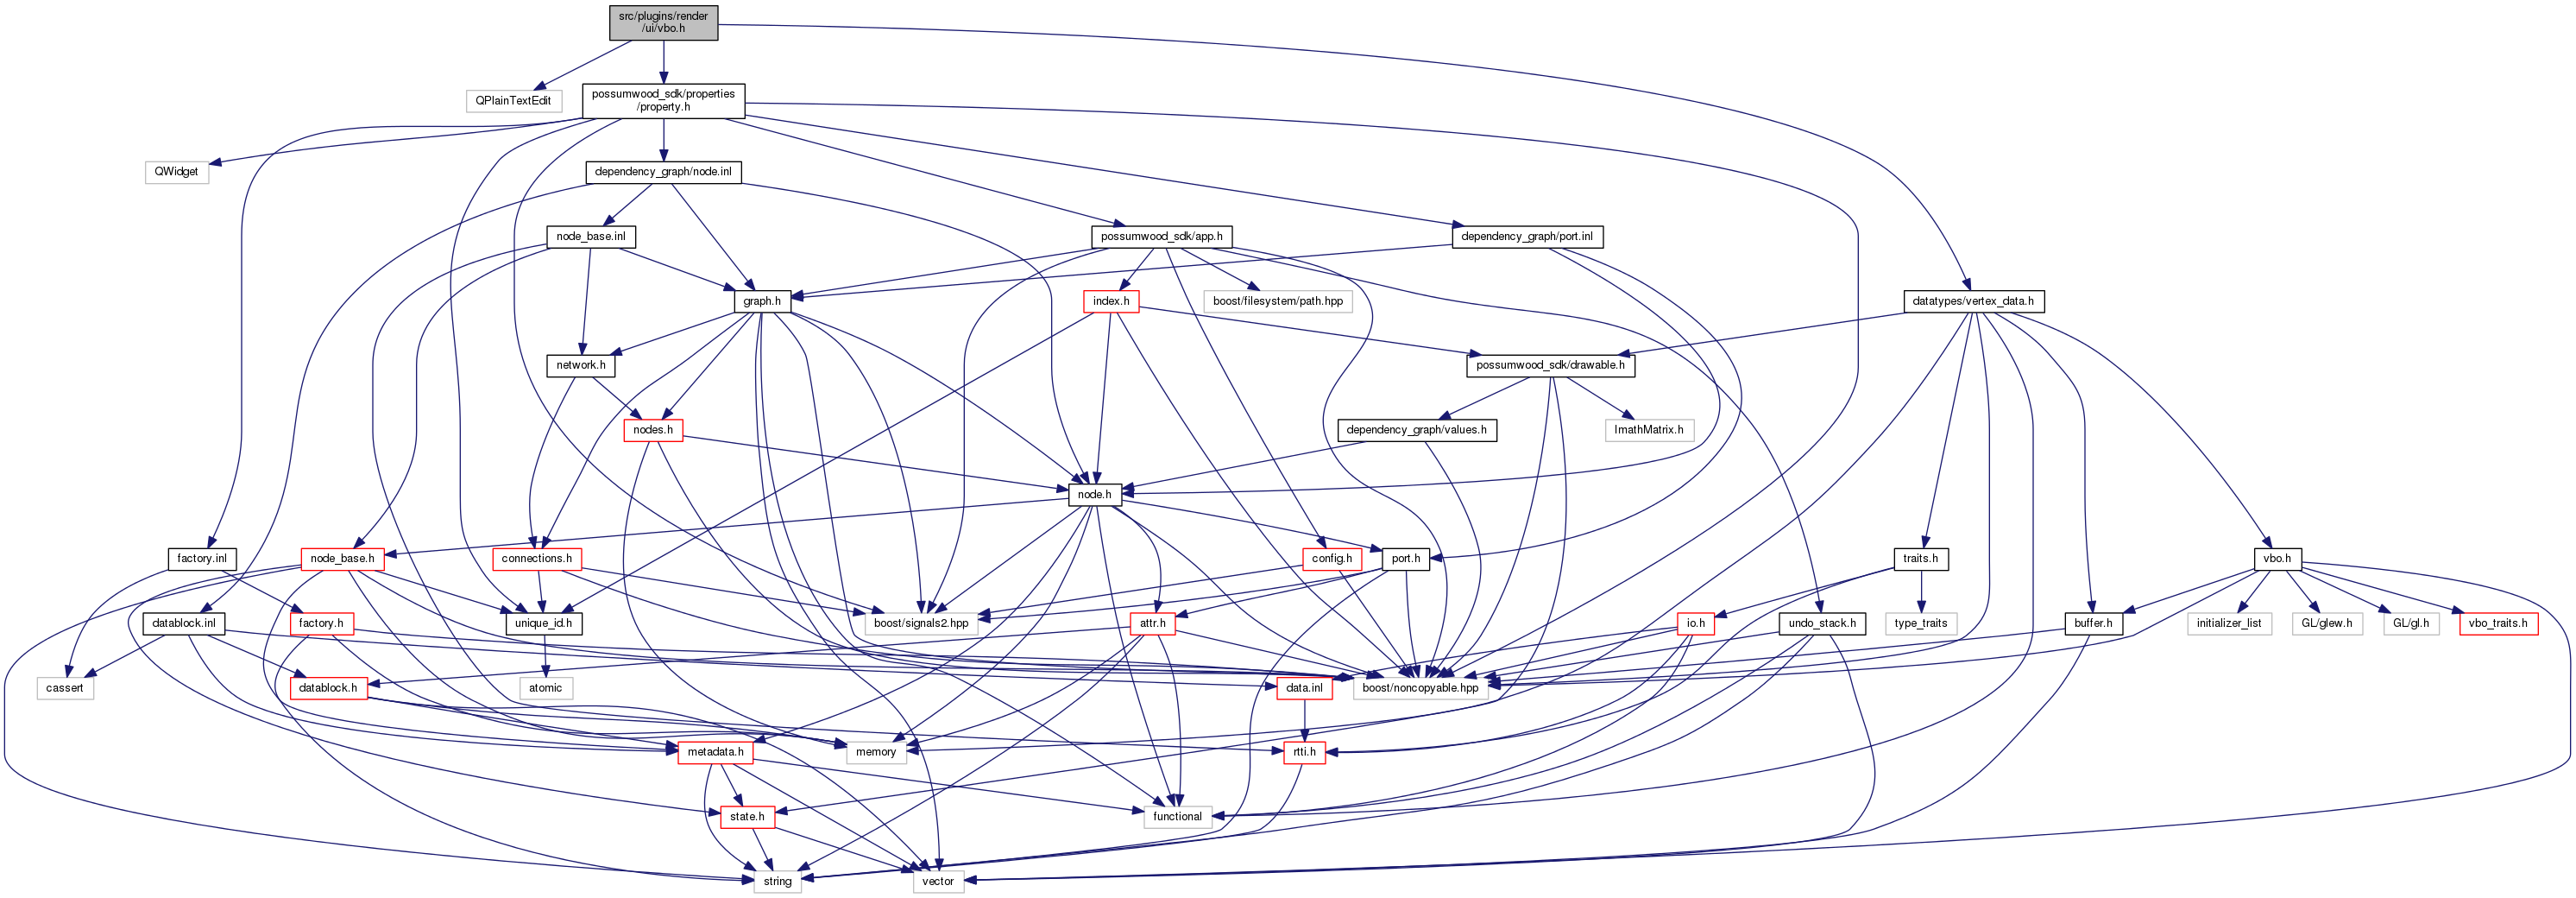 src/plugins/render
/ui/vbo.h
QPlainTextEdit
possumwood_sdk/properties
/property.h
QWidget
dependency_graph/node.inl
node_base.inl
possumwood_sdk/app.h
dependency_graph/port.inl
graph.h
index.h
boost/filesystem/path.hpp
datatypes/vertex_data.h
network.h
possumwood_sdk/drawable.h
nodes.h
dependency_graph/values.h
ImathMatrix.h
node.h
factory.inl
node_base.h
connections.h
config.h
port.h
traits.h
vbo.h
datablock.inl
factory.h
unique_id.h
boost/signals2.hpp
attr.h
io.h
undo_stack.h
type_traits
buffer.h
initializer_list
GL/glew.h
GL/gl.h
vbo_traits.h
cassert
datablock.h
atomic
data.inl
boost/noncopyable.hpp
metadata.h
memory
rtti.h
state.h
functional
string
vector